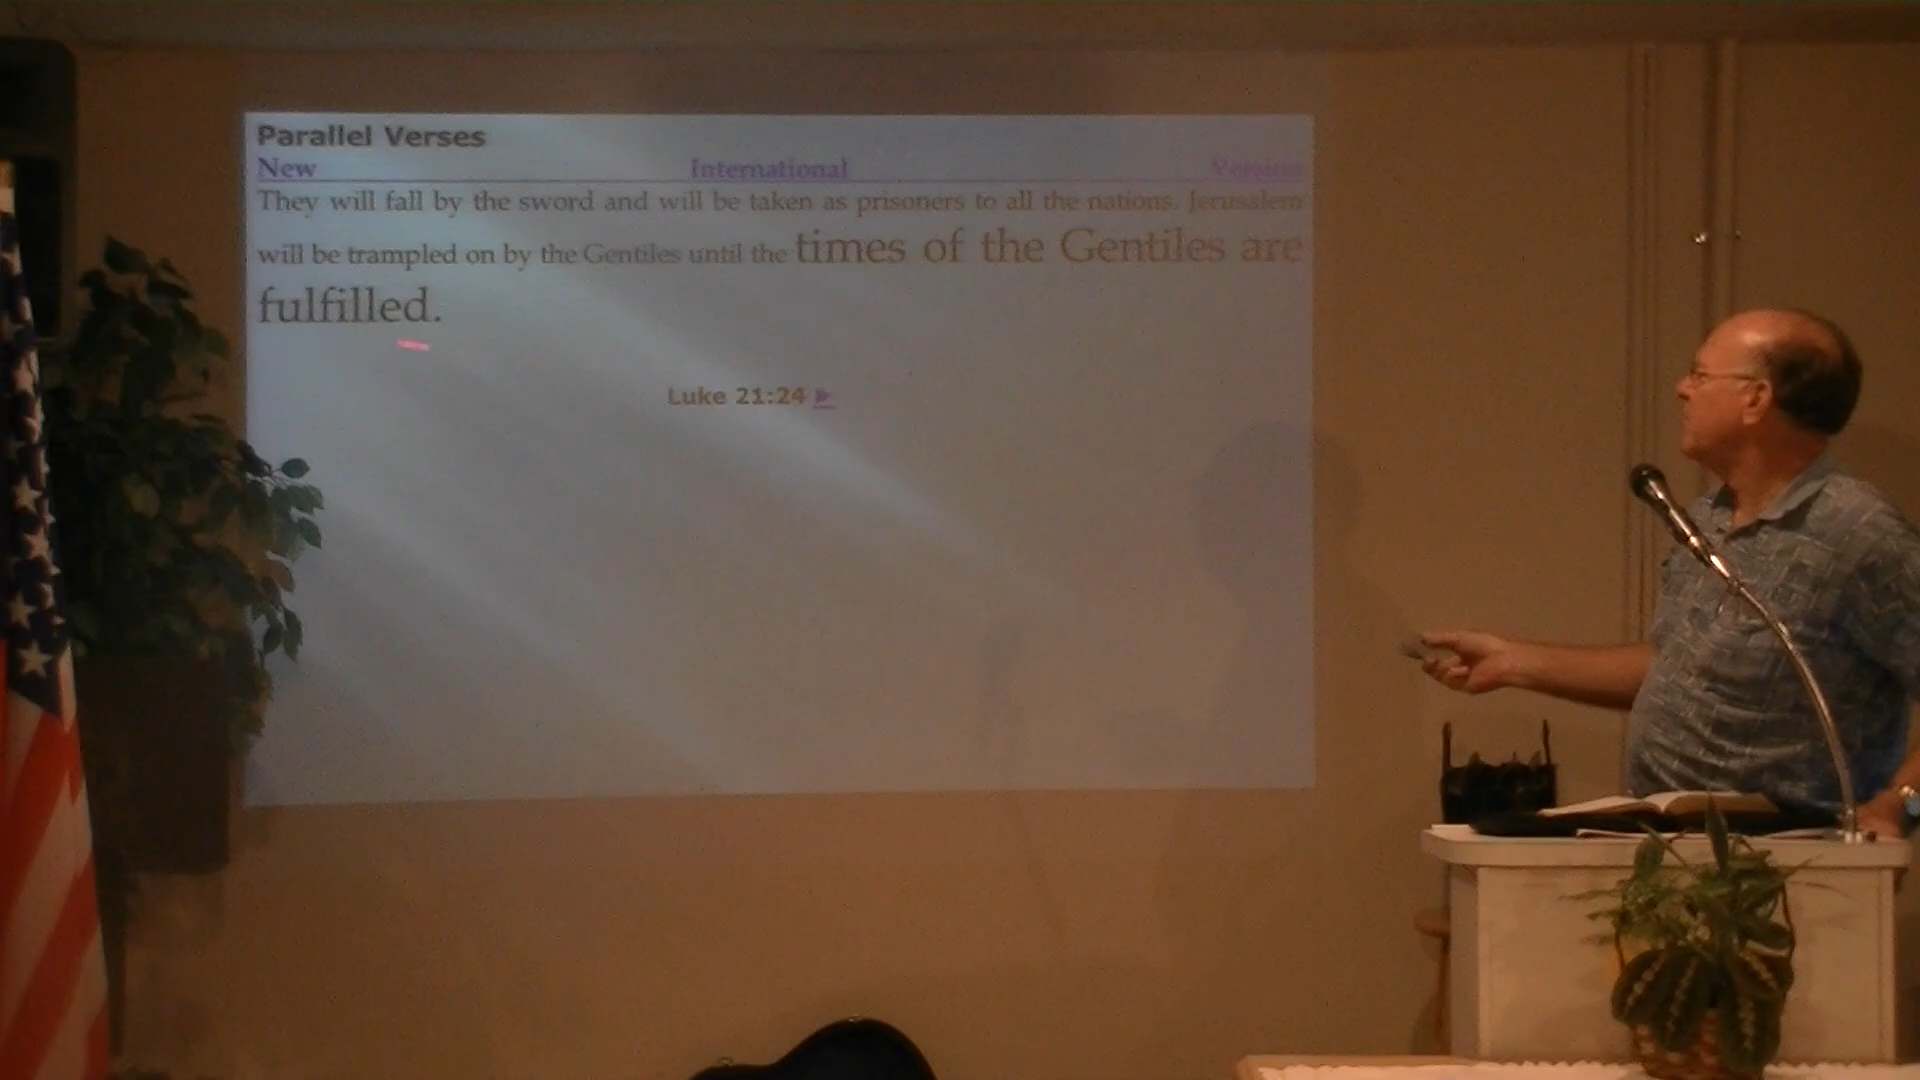 Parallel Verses
New International Version
They will fall by the sword and will be taken as prisoners to all the nations. Jerusalem
will be trampled on by the Gentiles until the times of the Gentiles are
fulfilled.
Luke 21:24